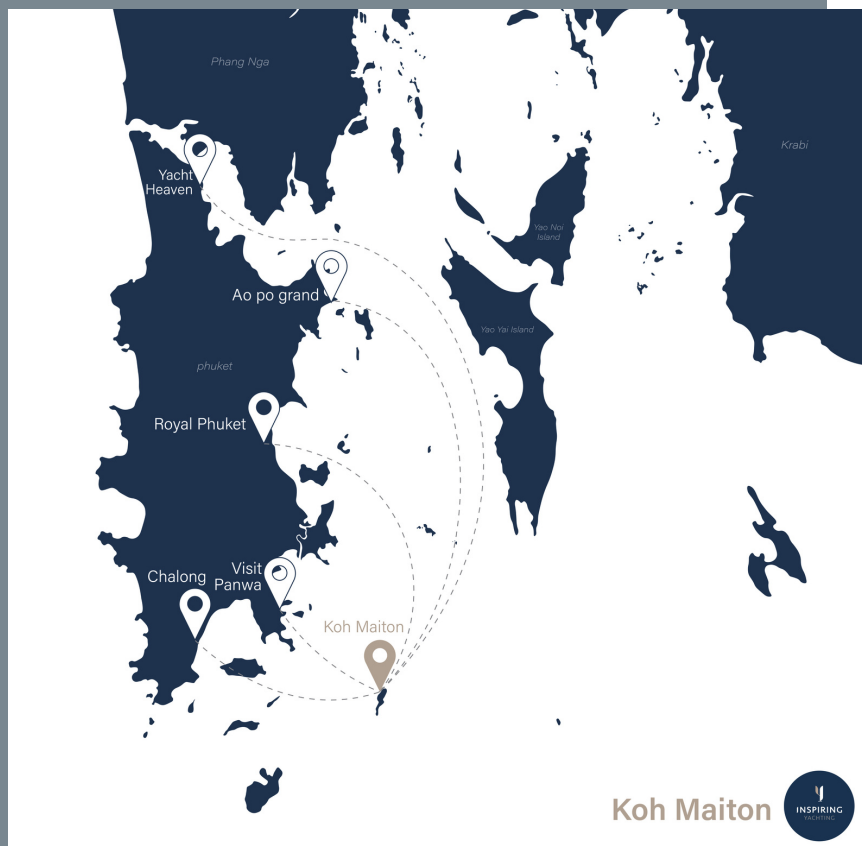 Phang Nga
Krabi
Yacht
Heaven
Yao Noi
Island
Ao po grand
Yao Yai Island
phuket
Royal Phuket
Visit
Panwa
Chalong
Koh Maiton
Koh Maiton
INSPIRING
YACHTING